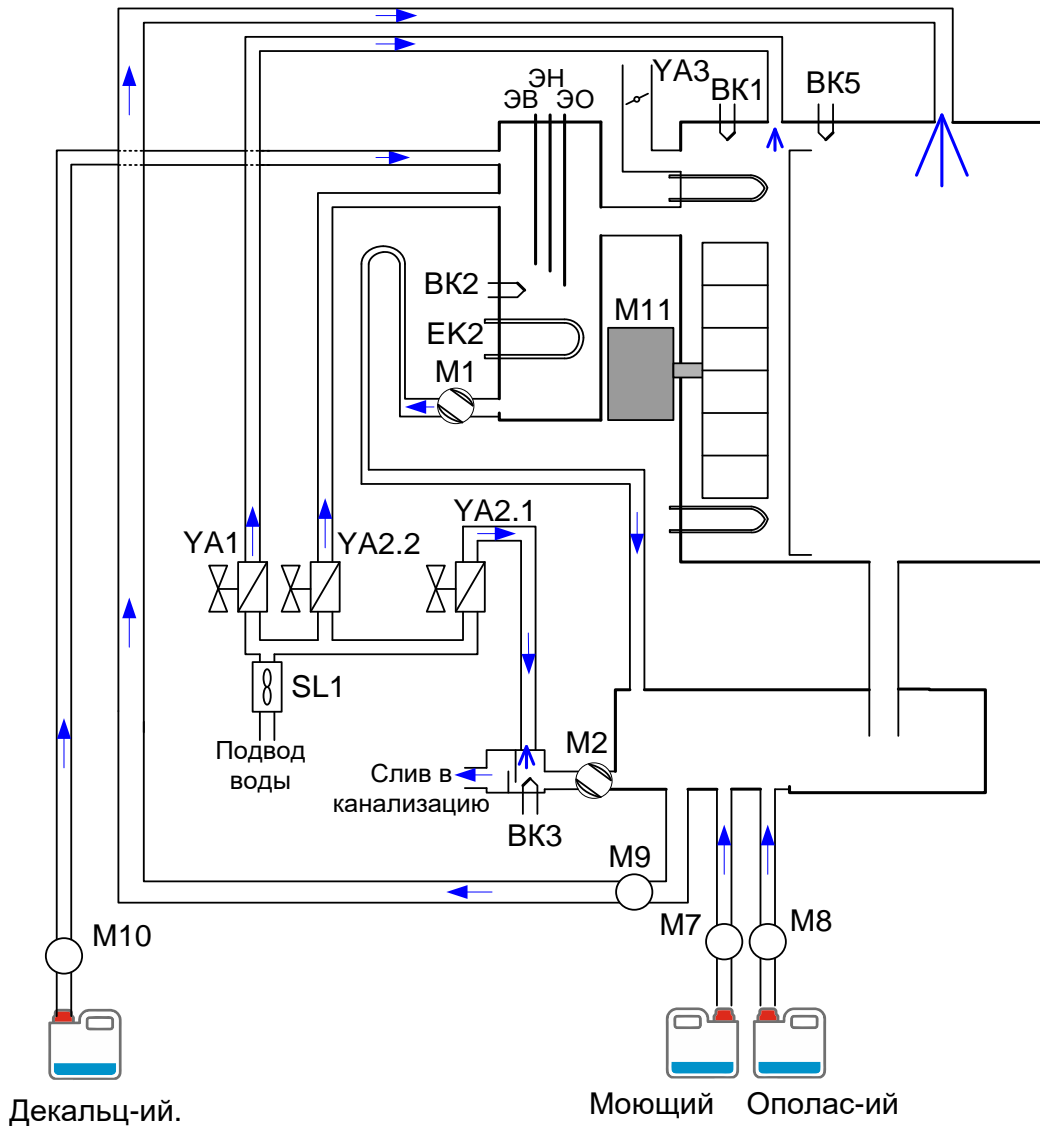 YA3
ЭН
ЭВ
ЭО
ВК1
ВК5
ВК2
ЕК2
М11
М1
YA2.1
YA1
YA2.2
SL1
Подвод
воды
М2
Слив в
канализацию
ВК3
М9
М7
М8
М10
Декальц-ий.
Моющий
Ополас-ий